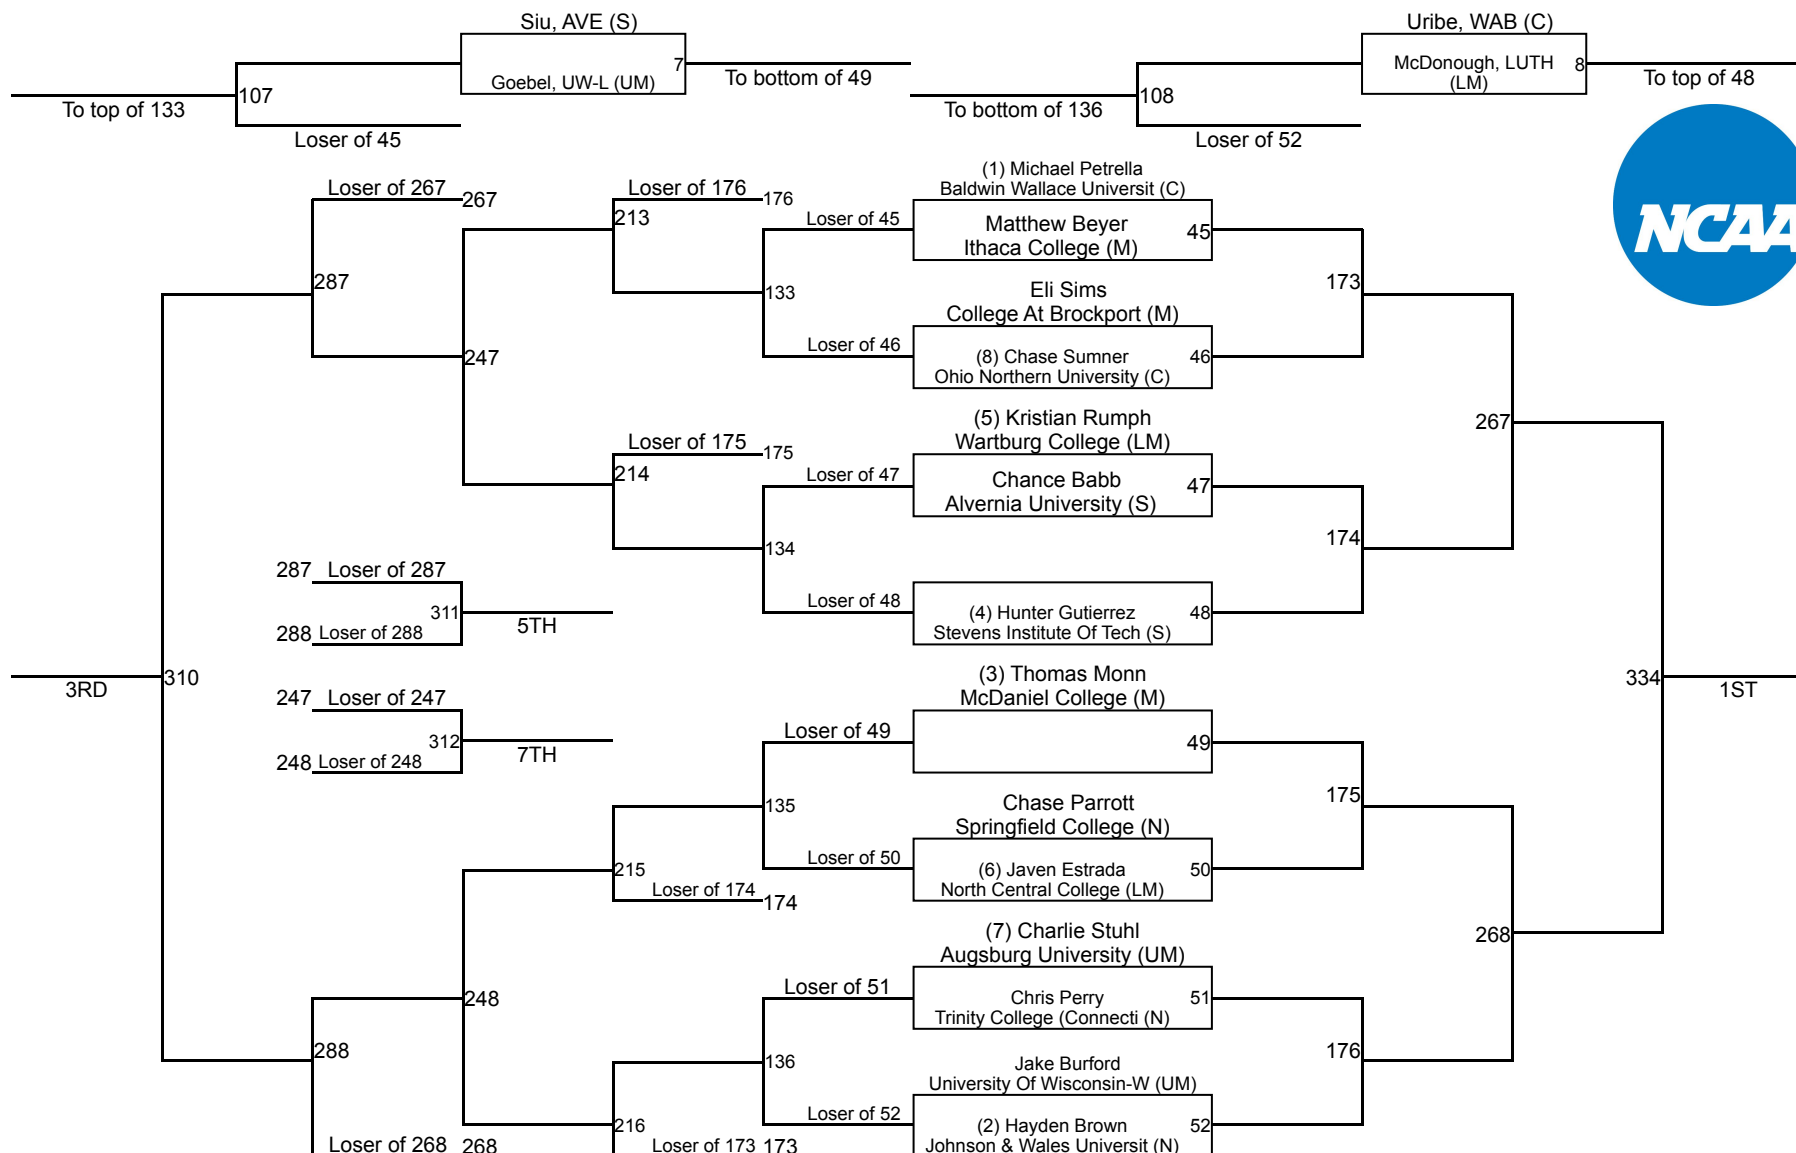 Siu, AVE (S)
Goebel, UW-L (UM)
7
To bottom of 49
To top of 133
107
Loser of 45
Uribe, WAB (C)
McDonough, LUTH
(LM)
8
To top of 48
To bottom of 136
108
Loser of 52
NCAA
(1) Michael Petrella
Baldwin Wallace Universit (C)
Loser of 267
267
Loser of 176
176
213
Loser of 45
Matthew Beyer
Ithaca College (M)
45
287
133
173
Eli Sims
College At Brockport (M)
247
Loser of 46
(8) Chase Sumner
Ohio Northern University (C)
46
(5) Kristian Rumph
Wartburg College (LM)
267
Loser of 175
175
214
Loser of 47
Chance Babb
Alvernia University (S)
47
134
174
287
Loser of 287
311
5TH
288
Loser of 288
Loser of 48
(4) Hunter Gutierrez
Stevens Institute Of Tech (S)
48
3RD
310
(3) Thomas Monn
McDaniel College (M)
334
1ST
247
Loser of 247
312
7TH
248
Loser of 248
Loser of 49
49
135
175
Chase Parrott
Springfield College (N)
215
Loser of 50
(6) Javen Estrada
North Central College (LM)
50
Loser of 174
174
(7) Charlie Stuhl
Augsburg University (UM)
268
248
Loser of 51
Chris Perry
Trinity College (Connecti (N)
51
288
136
176
Jake Burford
University Of Wisconsin-W (UM)
216
Loser of 52
(2) Hayden Brown
Johnson & Wales Universit (N)
52
Loser of 268
268
Loser of 173
173